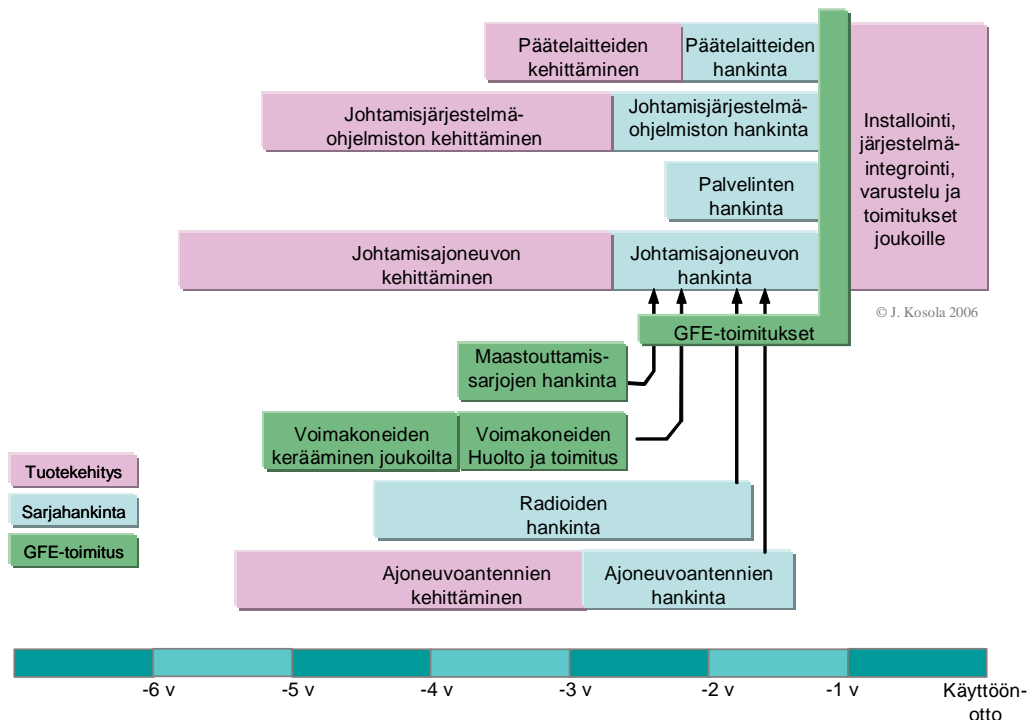 Päätelaitteiden
kehittäminen
Päätelaitteiden
hankinta
Johtamisjärjestelmä-
ohjelmiston kehittäminen
Johtamisjärjestelmä-
ohjelmiston hankinta
Palvelinten
hankinta
Johtamisajoneuvon
kehittäminen
Johtamisajoneuvon
hankinta
Installointi,
järjestelmä-
integrointi,
varustelu ja
toimitukset
joukoille
© J. Kosola 2006
GFE-toimitukset
Maastouttamis-
sarjojen hankinta
Voimakoneiden
kerääminen joukoilta
Voimakoneiden
Huolto ja toimitus
Radioiden
hankinta
Ajoneuvoantennien
kehittäminen
Ajoneuvoantennien
hankinta
Tuotekehitys
Sarjahankinta
GFE-toimitus
-6 v
-5 v
-4 v
-3 v
-2 v
-1 v
Käyttöön-
otto